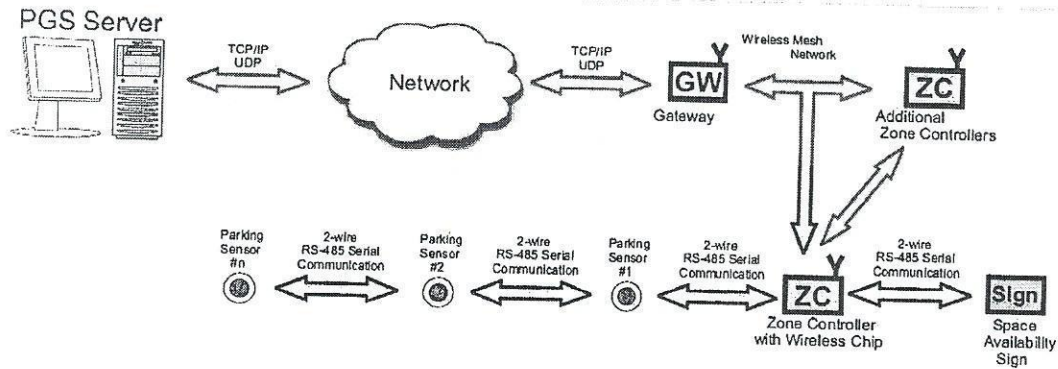 PGS Server
TCP/IP
UDP
Network
TCP/IP
UDP
GW
Gateway
Wireless Mesh
Network
ZC
Additional
Zone Controllers
Parking
Sensor
#n
2-wire
RS-485 Serial
Communication
Parking
Sensor
#2
2-wire
RS-485 Serial
Communication
Parking
Sensor
#1
2-wire
RS-485 Serial
Communication
ZC
Zone Controller
with Wireless Chip
2-wire
RS-485 Serial
Communication
Sign
Space
Availability
Sign